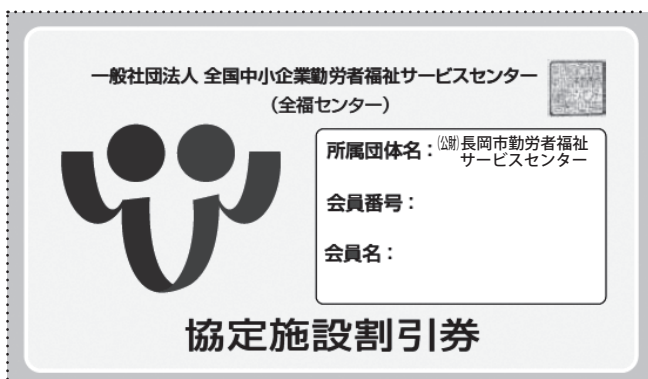 一般社団法人 全国中小企業勤労者福祉サービスセンター
（全福センター）
所属団体名：㈶長岡市勤労者福祉
サービスセンター
会員番号：
会員名：
協定施設割引券